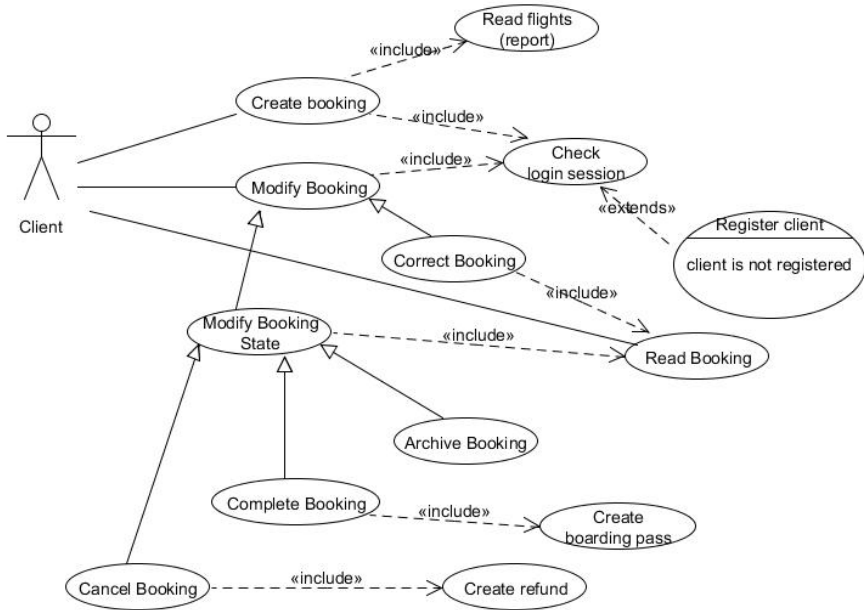 Read flights
(report)
«include»
Create booking
«include»
Check
login session
«include»
Modify Booking
«extends»
Register client
client is not registered
Client
Correct Booking
«include»
Modify Booking
State
«include»
Read Booking
Archive Booking
Complete Booking
«include»
Create
boarding pass
Cancel Booking
«include»
Create refund